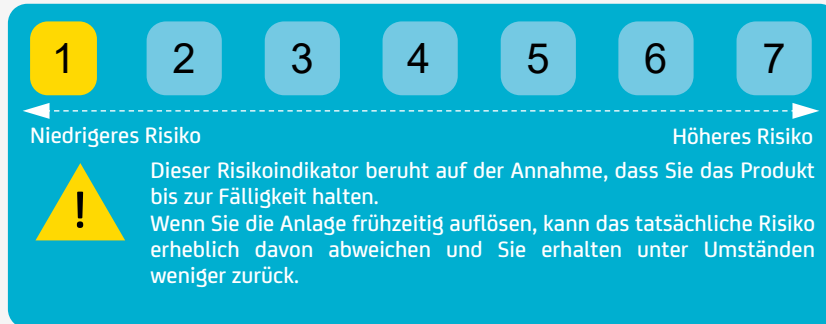 1 2 3 4 5 6 7
Niedrigeres Risiko Höheres Risiko
Dieser Risikoindikator beruht auf der Annahme, dass Sie das Produkt
bis zur Fälligkeit halten.
!
Wenn Sie die Anlage frühzeitig auflösen, kann das tatsächliche Risiko
erheblich davon abweichen und Sie erhalten unter Umständen
weniger zurück.